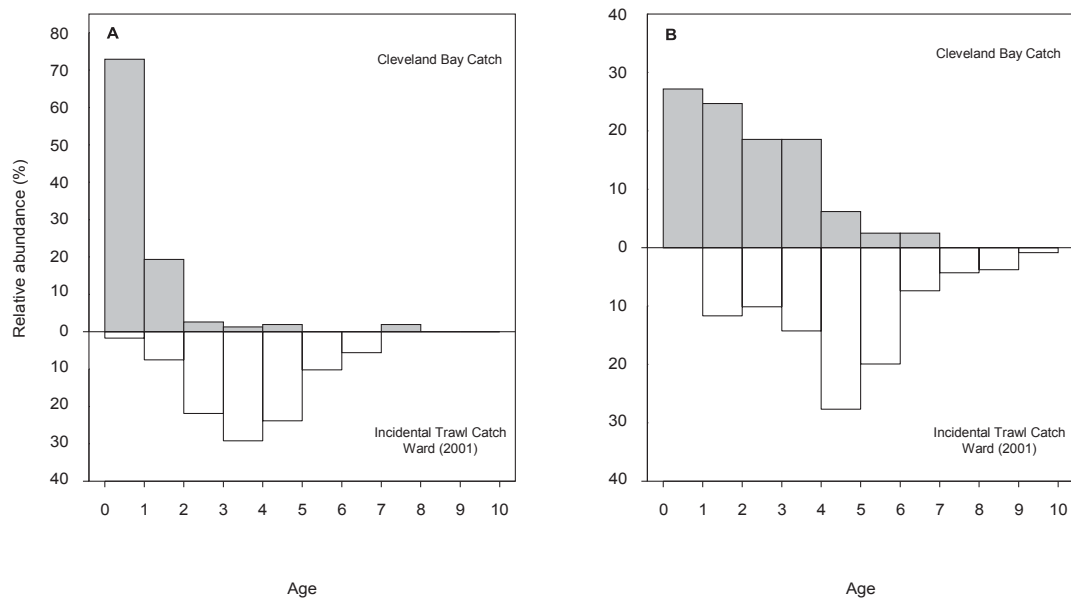 A
Cleveland Bay Catch
80
70
60
50
40
30
20
10
0
10
20
30
40
Relative abundance (%)
Incidental Trawl Catch
Ward (2001)
0 1 2 3 4 5 6 7 8 9 10
Age
B
Cleveland Bay Catch
40
30
20
10
0
10
20
30
40
Incidental Trawl Catch
Ward (2001)
0 1 2 3 4 5 6 7 8 9 10
Age